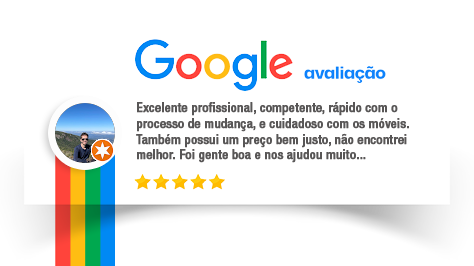 Google avaliação
Excelente profissional, competente, rápido com o
processo de mudança, e cuidadoso com os móveis.
Também possui um preço bem justo, não encontrei
melhor. Foi gente boa e nos ajudou muito...